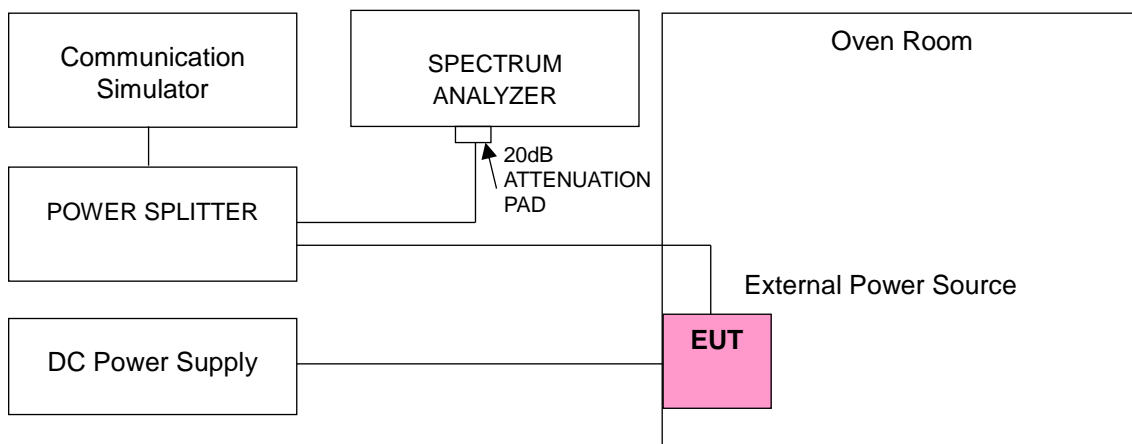 Communication
Simulator
SPECTRUM
ANALYZER
Oven Room
20dB
ATTENUATION
PAD
POWER SPLITTER
External Power Source
EUT
DC Power Supply